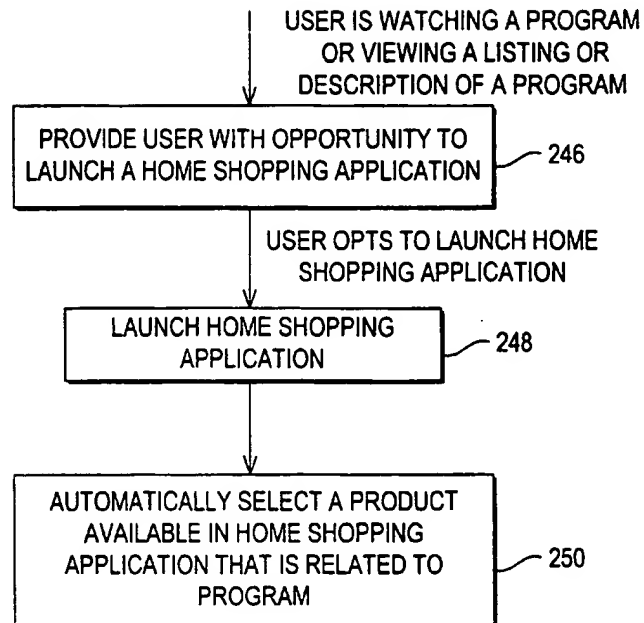 USER IS WATCHING A PROGRAM
OR VIEWING A LISTING OR
DESCRIPTION OF A PROGRAM
PROVIDE USER WITH OPPORTUNITY TO
LAUNCH A HOME SHOPPING APPLICATION
246
USER OPTS TO LAUNCH HOME
SHOPPING APPLICATION
LAUNCH HOME SHOPPING
APPLICATION
248
AUTOMATICALLY SELECT A PRODUCT
AVAILABLE IN HOME SHOPPING
APPLICATION THAT IS RELATED TO
PROGRAM
250